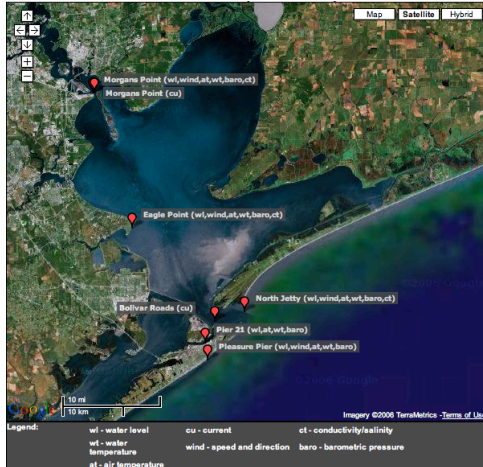 Map Satellite Hybrid
Morgans Point (wl,wind,at,wt,baro,ct)
Morgans Point (cu)
Eagle Point (wl,wind,at,wt,baro,ct)
North Jetty (wl,wind,at,wt,baro,ct)
Bolivar Roads (cu)
Pier 21 (wl,at,wt,baro)
Pleasure Pier (wl,wind,at,wt,baro)
10 mi
10 km
Google
Imagery ©2006 TerraMetrics - Terms of Use
Legend: wl - water level cu - current ct - conductivity/salinity
wt - water temperature wind - speed and direction baro - barometric pressure
at - air temperature